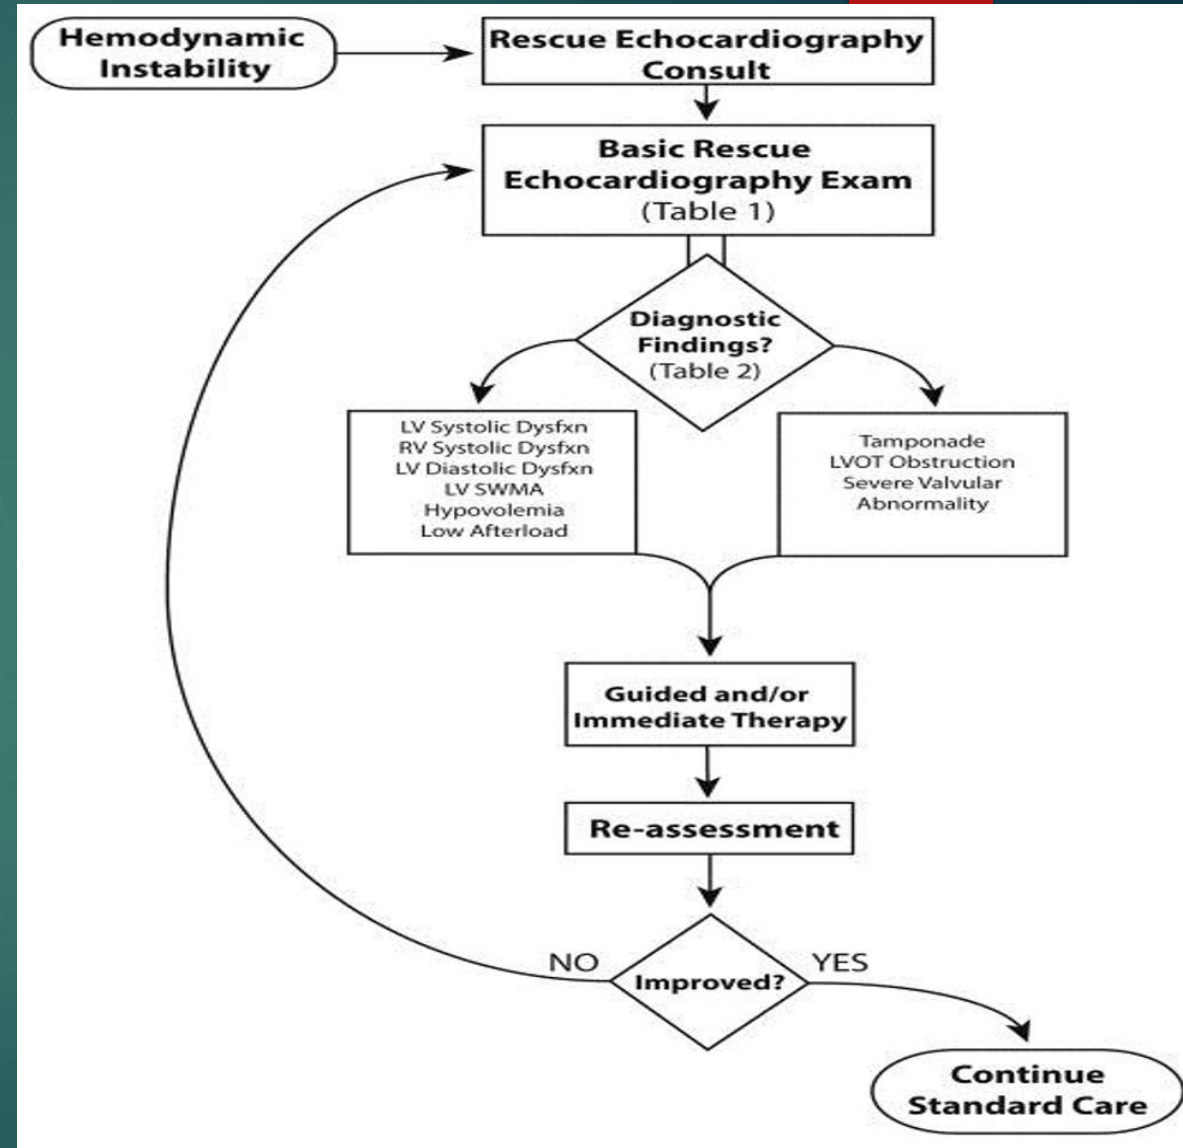 Hemodynamic
Instability
Rescue Echocardiography
Consult
Basic Rescue
Echocardiography Exam
(Table 1)
Diagnostic
Findings?
(Table 2)
LV Systolic Dysfxn
RV Systolic Dysfxn
LV Diastolic Dysfxn
LV SWMA
Hypovolemia
Low Afterload
Tamponade
LVOT Obstruction
Severe Valvular
Abnormality
Guided and/or
Immediate Therapy
Re-assessment
NO
Improved?
YES
Continue
Standard Care